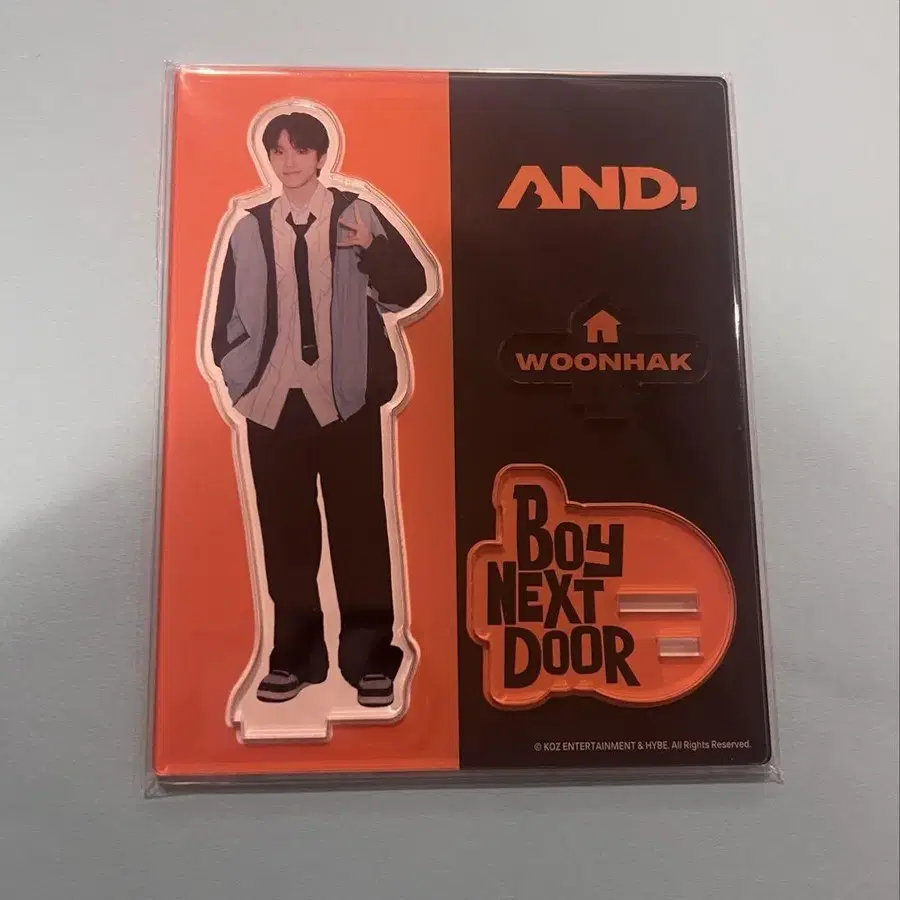 AND,
WOONHAK
BOY
NEXT
DOOR
© KOZ ENTERTAINMENT & HYBE. All Rights Reserved.